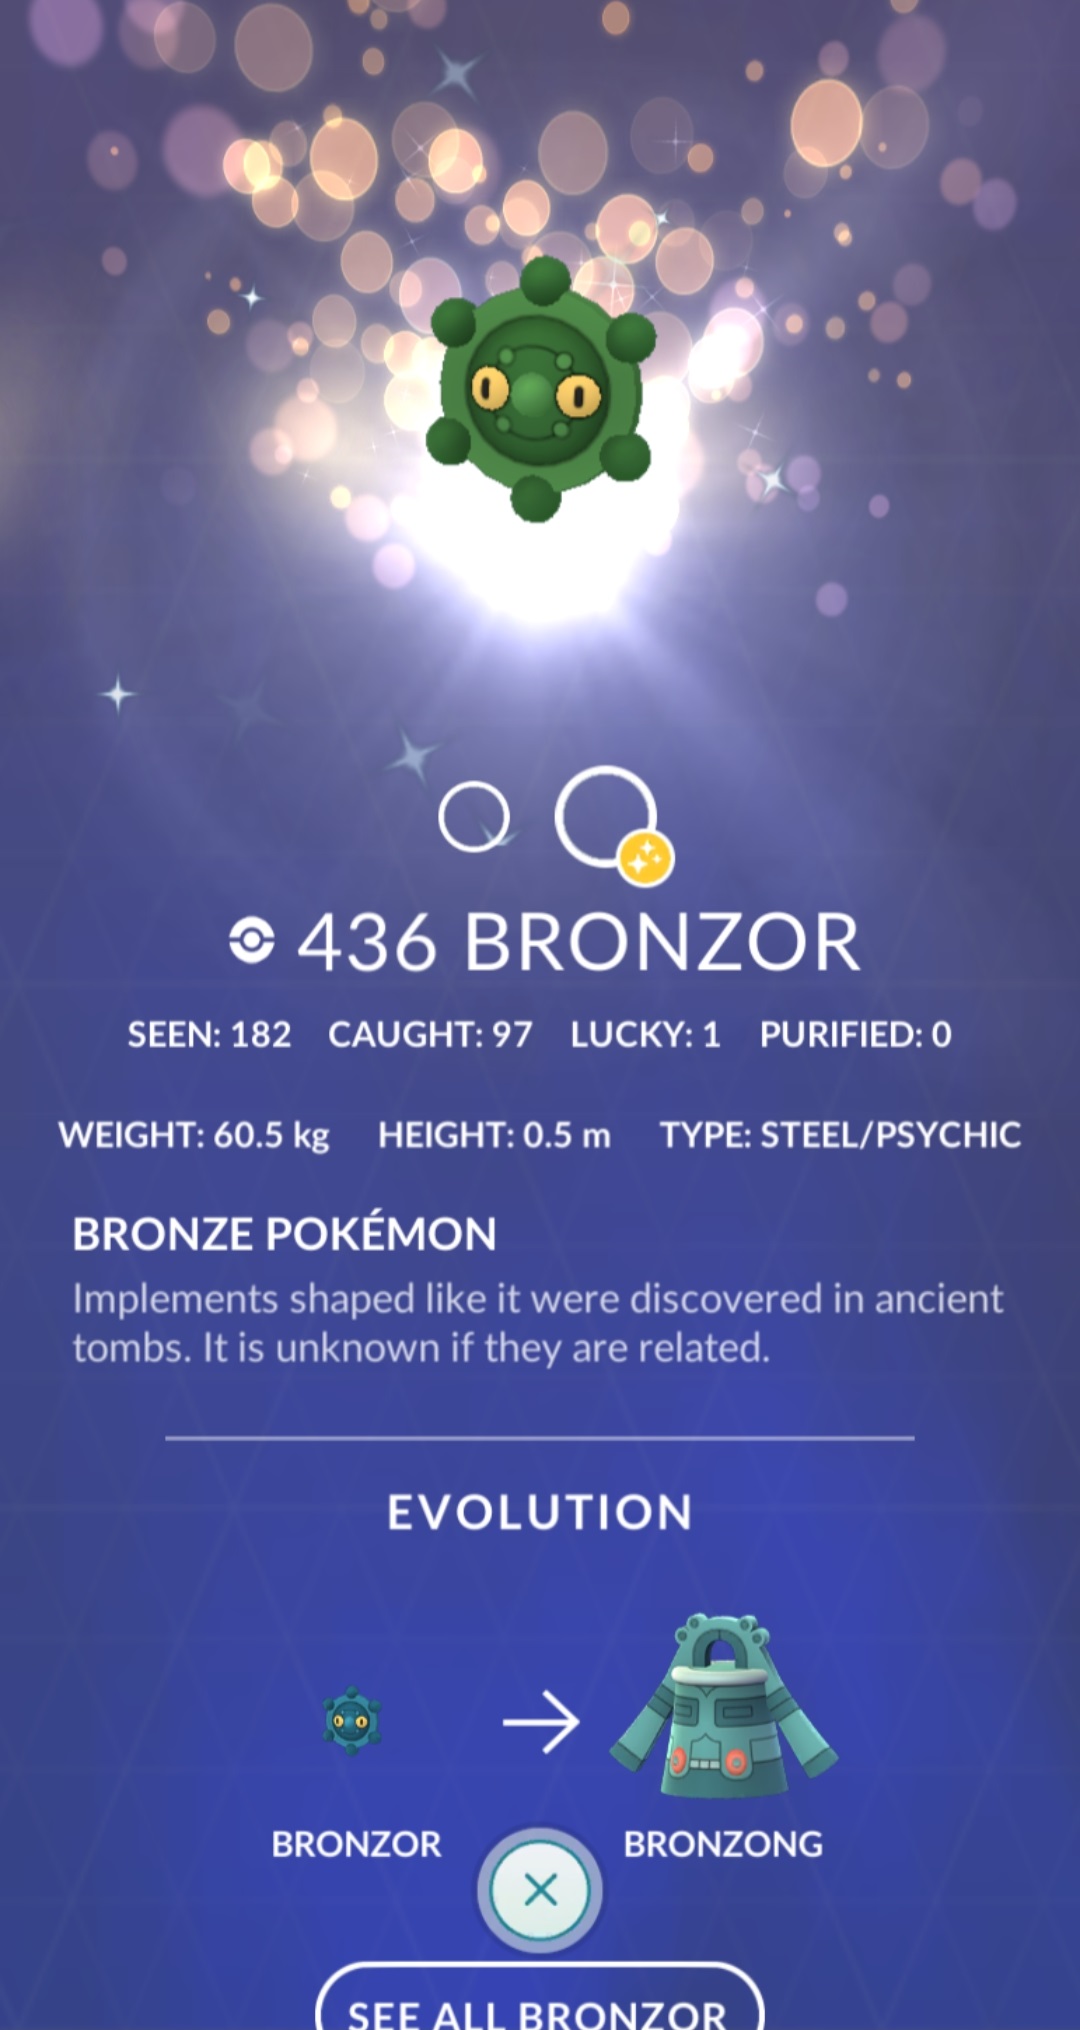 436 BRONZOR
SEEN: 182 CAUGHT: 97 LUCKY: 1 PURIFIED: 0
WEIGHT: 60.5 kg HEIGHT: 0.5 m TYPE: STEEL/PSYCHIC
BRONZE POKÉMON
Implements shaped like it were discovered in ancient
tombs. It is unknown if they are related.
EVOLUTION
BRONZOR BRONZONG
SEE ALL BRONZOR